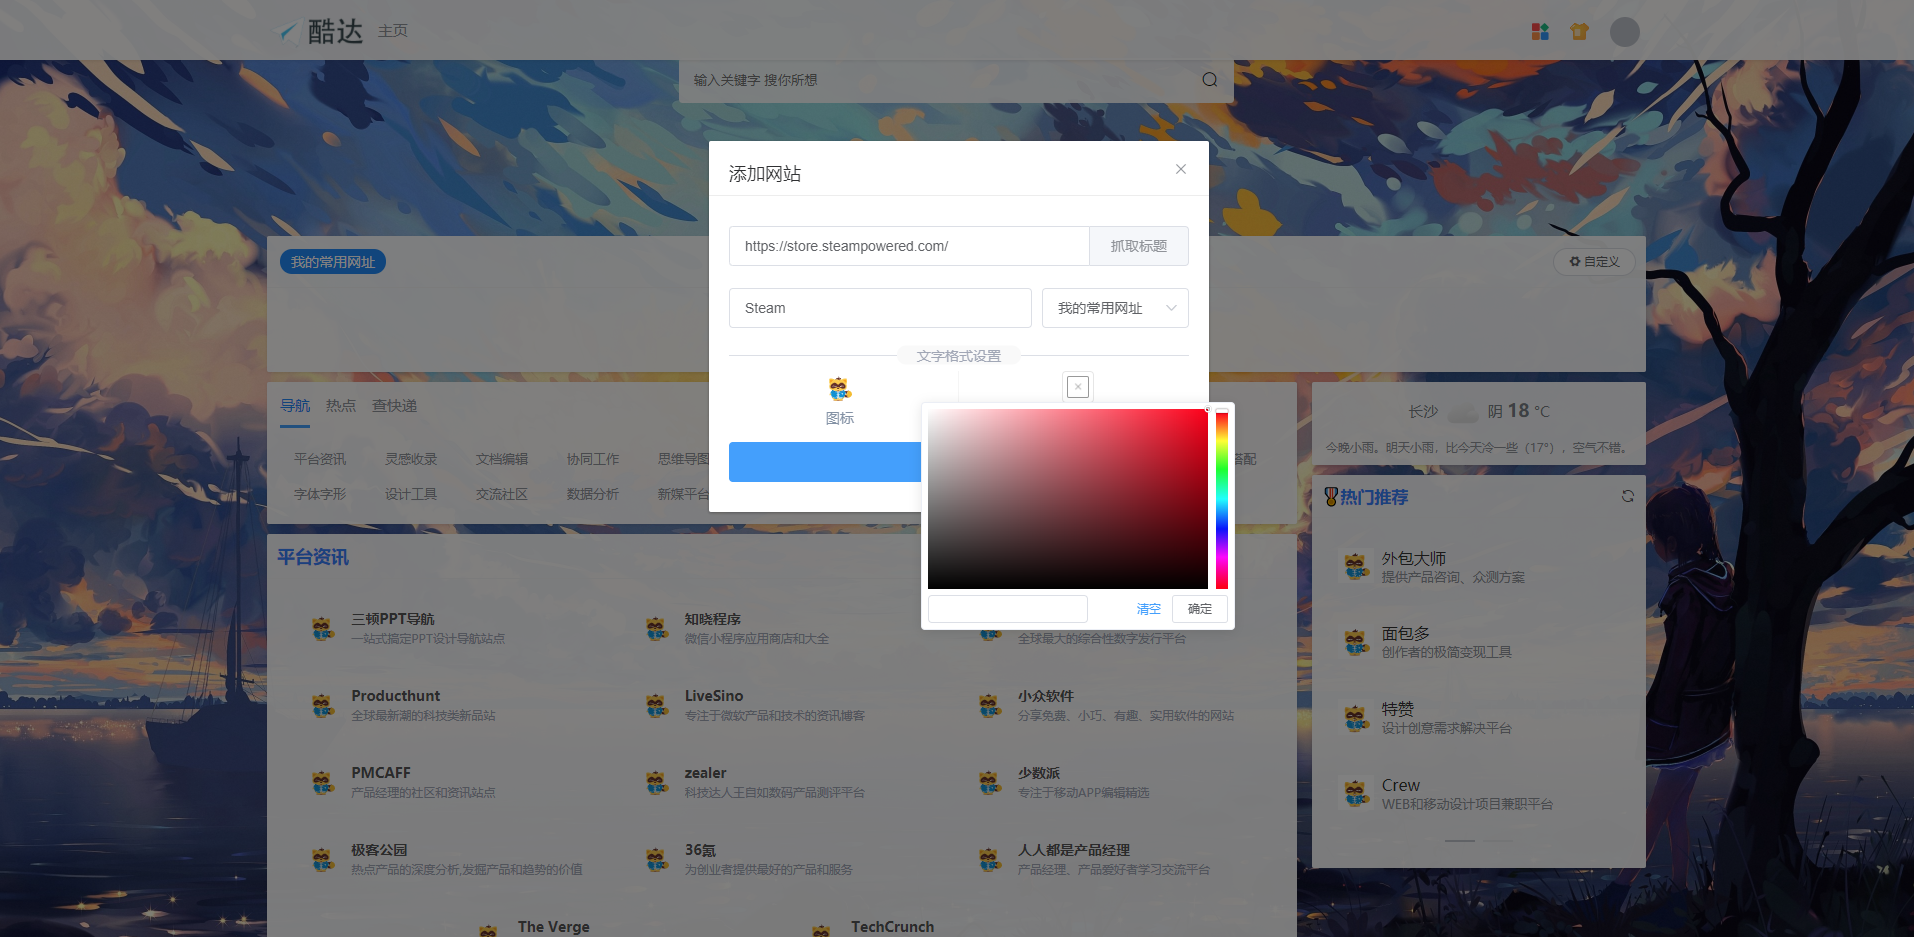 酷达 主页
输入关键字 搜你所想
添加网站
https://store.steampowered.com/ 抓取标题
我的常用网址 自定义
Steam 我的常用网址
文字格式设置
图标
清空 确定
导航 热点 查快递
平台资讯 灵感收录 文档编辑 协同工作 思维导图 搭配
字体字形 设计工具 交流社区 数据分析 新媒平台
长沙 阴 18 °C
今晚小雨。明天小雨，比今天冷一些（17°），空气不错。
热门推荐
外包大师
提供产品咨询、众测方案
面包多
创作者的极简变现工具
特赞
设计创意需求解决平台
Crew
WEB和移动设计项目兼职平台
平台资讯
三顿PPT导航
一站式搞定PPT设计导航站点
知晓程序
微信小程序应用商店和大全
全球最大的综合性数字发行平台
Producthunt
全球最新潮的科技类新品站
LiveSino
专注于微软产品和技术的资讯博客
小众软件
分享免费、小巧、有趣、实用软件的网站
PMCAFF
产品经理的社区和资讯站点
zealer
科技达人王自如数码产品测评平台
少数派
专注于移动APP编辑精选
极客公园
热点产品的深度分析,发掘产品和趋势的价值
36氪
为创业者提供最好的产品和服务
人人都是产品经理
产品经理、产品爱好者学习交流平台
The Verge
TechCrunch